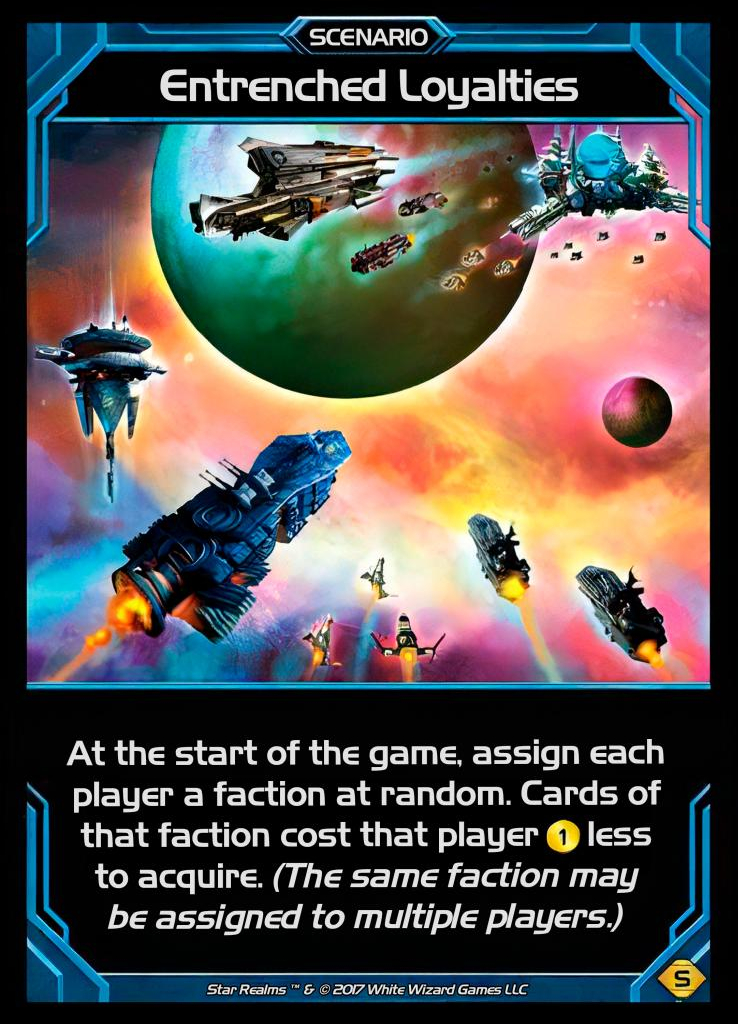 SCENARIO
Entrenched Loyalties
At the start of the game, assign each
player a faction at random. Cards of
that faction cost that player 1 less
to acquire. (The same faction may
be assigned to multiple players.)
S
Star Realms ™ & © 2017 White Wizard Games LLC